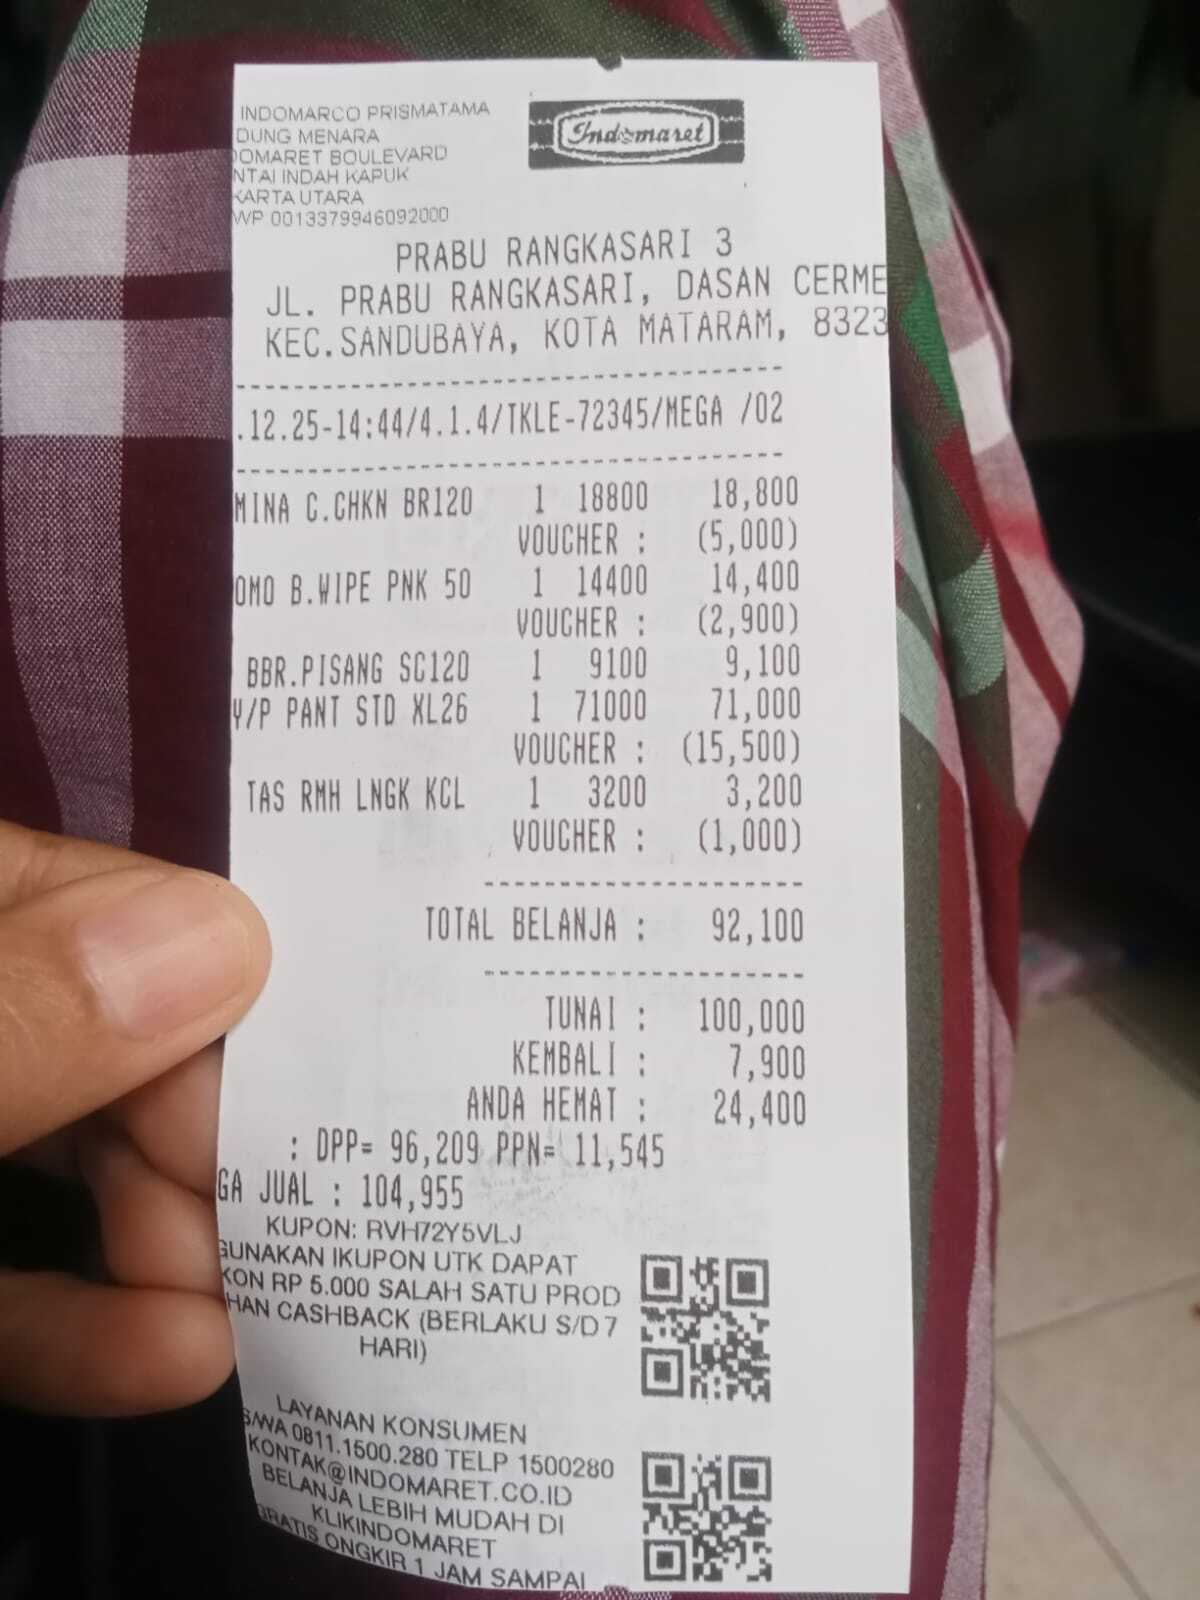 INDOMARCO PRISMATAMA
DUNG MENARA
OMARET BOULEVARD
NTAI INDAH KAPUK
KARTA UTARA
WP 0013379946092000
Indomaret
PRABU RANGKASARI 3
JL. PRABU RANGKASARI, DASAN CERME
KEC.SANDUBAYA, KOTA MATARAM, 8323
.12.25-14:44/4.1.4/TKLE-72345/MEGA /02
MINA C.CHKN BR120 1 18800 18,800
VOUCHER : (5,000)
OMO B.WIPE PNK 50 1 14400 14,400
VOUCHER : (2,900)
BBR.PISANG SC120 1 9100 9,100
Y/P PANT STD XL26 1 71000 71,000
VOUCHER : (15,500)
TAS RMH LNGK KCL 1 3200 3,200
VOUCHER : (1,000)
TOTAL BELANJA : 92,100
TUNAI : 100,000
KEMBALI : 7,900
ANDA HEMAT : 24,400
: DPP= 96,209 PPN= 11,545
GA JUAL : 104,955
KUPON: RVH72Y5VLJ
GUNAKAN IKUPON UTK DAPAT
KON RP 5.000 SALAH SATU PROD
HAN CASHBACK (BERLAKU S/D 7
HARI)
LAYANAN KONSUMEN
S/WA 0811.1500.280 TELP 1500280
KONTAK@INDOMARET.CO.ID
BELANJA LEBIH MUDAH DI
KLIKINDOMARET
GRATIS ONGKIR 1 JAM SAMPAI